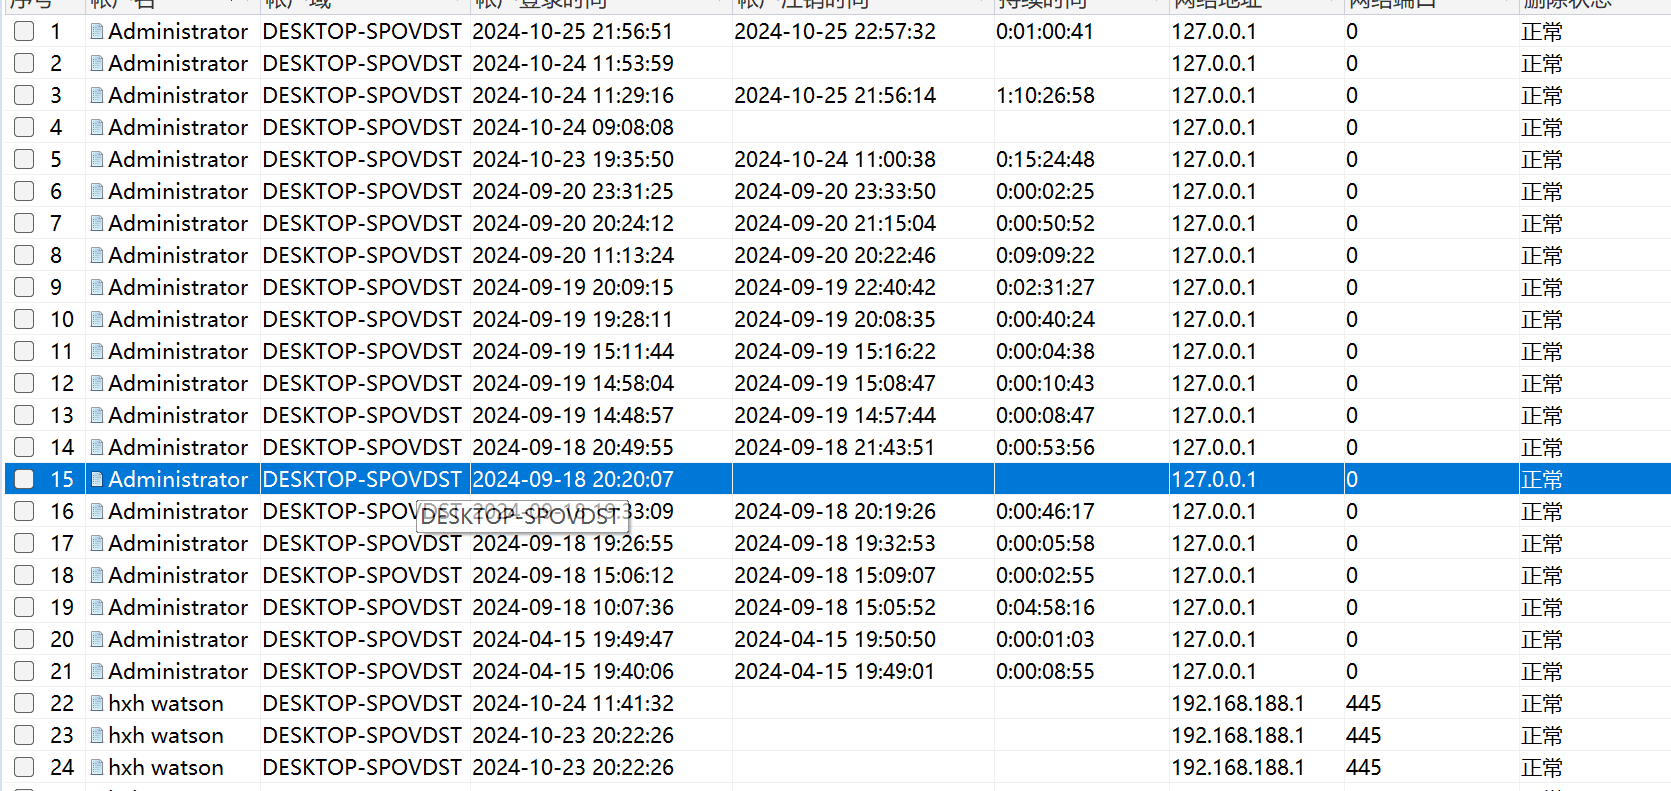 序号 帐户名 帐户域 帐户登录时间 帐户注销时间 持续时间 网络地址 网络端口 删除状态
1 Administrator DESKTOP-SPOVDST 2024-10-25 21:56:51 2024-10-25 22:57:32 0:01:00:41 127.0.0.1 0 正常
2 Administrator DESKTOP-SPOVDST 2024-10-24 11:53:59 127.0.0.1 0 正常
3 Administrator DESKTOP-SPOVDST 2024-10-24 11:29:16 2024-10-25 21:56:14 1:10:26:58 127.0.0.1 0 正常
4 Administrator DESKTOP-SPOVDST 2024-10-24 09:08:08 127.0.0.1 0 正常
5 Administrator DESKTOP-SPOVDST 2024-10-23 19:35:50 2024-10-24 11:00:38 0:15:24:48 127.0.0.1 0 正常
6 Administrator DESKTOP-SPOVDST 2024-09-20 23:31:25 2024-09-20 23:33:50 0:00:02:25 127.0.0.1 0 正常
7 Administrator DESKTOP-SPOVDST 2024-09-20 20:24:12 2024-09-20 21:15:04 0:00:50:52 127.0.0.1 0 正常
8 Administrator DESKTOP-SPOVDST 2024-09-20 11:13:24 2024-09-20 20:22:46 0:09:09:22 127.0.0.1 0 正常
9 Administrator DESKTOP-SPOVDST 2024-09-19 20:09:15 2024-09-19 22:40:42 0:02:31:27 127.0.0.1 0 正常
10 Administrator DESKTOP-SPOVDST 2024-09-19 19:28:11 2024-09-19 20:08:35 0:00:40:24 127.0.0.1 0 正常
11 Administrator DESKTOP-SPOVDST 2024-09-19 15:11:44 2024-09-19 15:16:22 0:00:04:38 127.0.0.1 0 正常
12 Administrator DESKTOP-SPOVDST 2024-09-19 14:58:04 2024-09-19 15:08:47 0:00:10:43 127.0.0.1 0 正常
13 Administrator DESKTOP-SPOVDST 2024-09-19 14:48:57 2024-09-19 14:57:44 0:00:08:47 127.0.0.1 0 正常
14 Administrator DESKTOP-SPOVDST 2024-09-18 20:49:55 2024-09-18 21:43:51 0:00:53:56 127.0.0.1 0 正常
15 Administrator DESKTOP-SPOVDST 2024-09-18 20:20:07 127.0.0.1 0 正常
16 Administrator DESKTOP-SPOVDST 2024-09-18 19:33:09 2024-09-18 20:19:26 0:00:46:17 127.0.0.1 0 正常
DESKTOP-SPOVDST
17 Administrator DESKTOP-SPOVDST 2024-09-18 19:26:55 2024-09-18 19:32:53 0:00:05:58 127.0.0.1 0 正常
18 Administrator DESKTOP-SPOVDST 2024-09-18 15:06:12 2024-09-18 15:09:07 0:00:02:55 127.0.0.1 0 正常
19 Administrator DESKTOP-SPOVDST 2024-09-18 10:07:36 2024-09-18 15:05:52 0:04:58:16 127.0.0.1 0 正常
20 Administrator DESKTOP-SPOVDST 2024-04-15 19:49:47 2024-04-15 19:50:50 0:00:01:03 127.0.0.1 0 正常
21 Administrator DESKTOP-SPOVDST 2024-04-15 19:40:06 2024-04-15 19:49:01 0:00:08:55 127.0.0.1 0 正常
22 hxh watson DESKTOP-SPOVDST 2024-10-24 11:41:32 192.168.188.1 445 正常
23 hxh watson DESKTOP-SPOVDST 2024-10-23 20:22:26 192.168.188.1 445 正常
24 hxh watson DESKTOP-SPOVDST 2024-10-23 20:22:26 192.168.188.1 445 正常